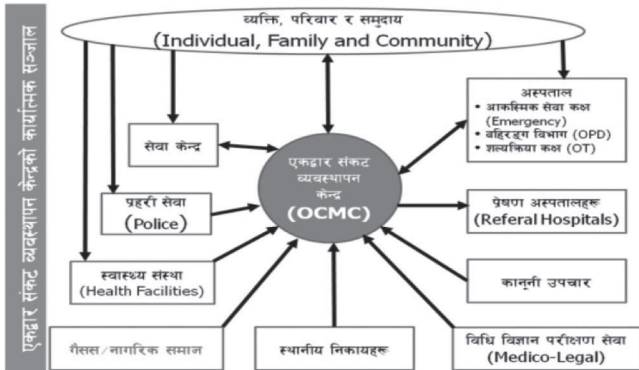 एकद्वार संकट व्यवस्थापन केन्द्रको कार्यात्मक सञ्जाल
व्यक्ति, परिवार र समुदाय
(Individual, Family and Community)
सेवा केन्द्र
अस्पताल
• आकस्मिक सेवा कक्ष
(Emergency)
• बहिरङ्ग विभाग (OPD)
• शल्यक्रिया कक्ष (OT)
एकद्वार संकट
व्यवस्थापन
केन्द्र
(OCMC)
प्रहरी सेवा
(Police)
प्रेषण अस्पतालहरू
(Referal Hospitals)
स्वास्थ्य संस्था
(Health Facilities)
कानूनी उपचार
गैसस/नागरिक समाज
स्थानीय निकायहरू
विधि विज्ञान परीक्षण सेवा
(Medico-Legal)